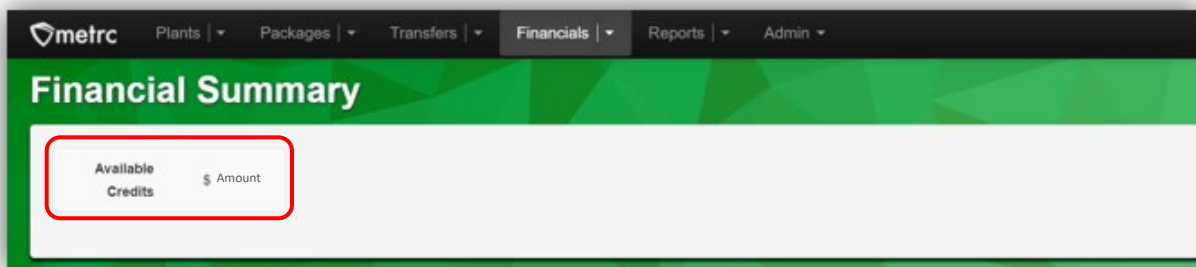 metrc Plants | Packages | Transfers | Financials | Reports | Admin
Financial Summary
Available
Credits
$ Amount